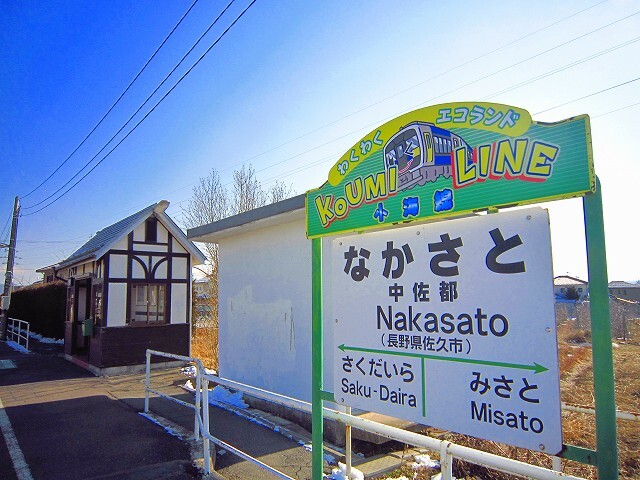 わくわく エコランド
KOUMI LINE
小海線
なかさと
中佐都
Nakasato
(長野県佐久市)
さくだいら みさと
Saku-Daira Misato